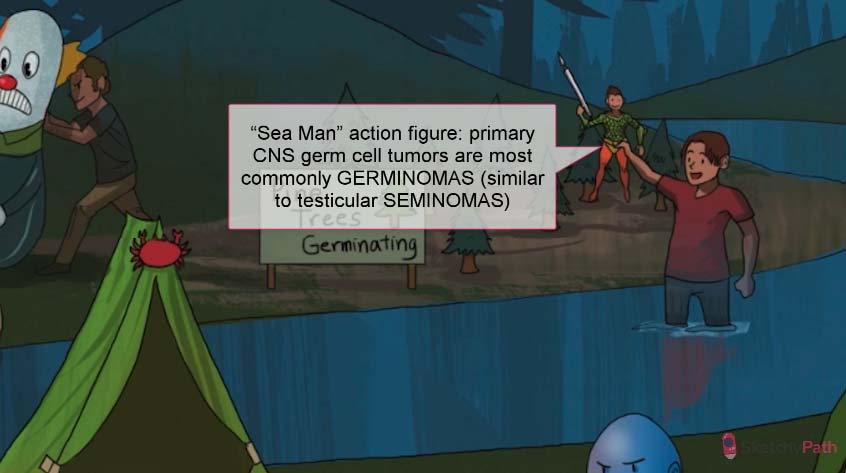 “Sea Man” action figure: primary
CNS germ cell tumors are most
commonly GERMINOMAS (similar
to testicular SEMINOMAS)
Pine
Trees
Germinating
SketchyPath